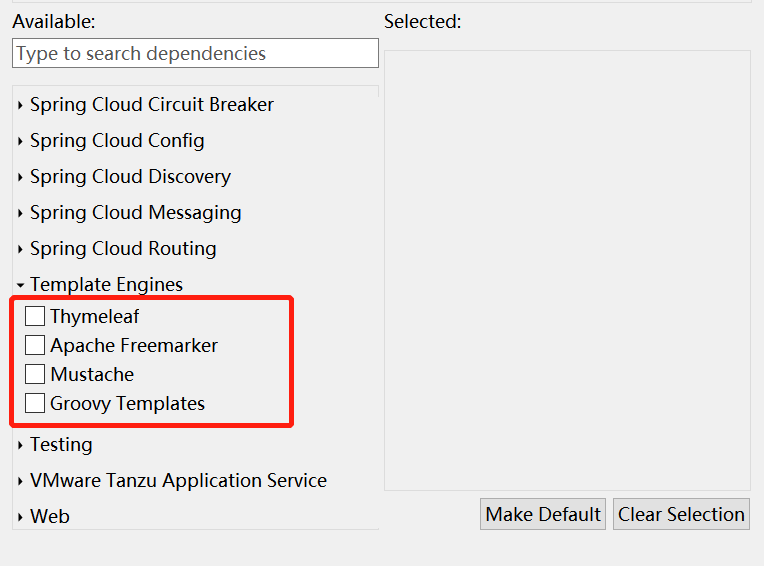 Available:
Selected:
Type to search dependencies
Spring Cloud Circuit Breaker
Spring Cloud Config
Spring Cloud Discovery
Spring Cloud Messaging
Spring Cloud Routing
Template Engines
Thymeleaf
Apache Freemarker
Mustache
Groovy Templates
Testing
VMware Tanzu Application Service
Web
Make Default
Clear Selection